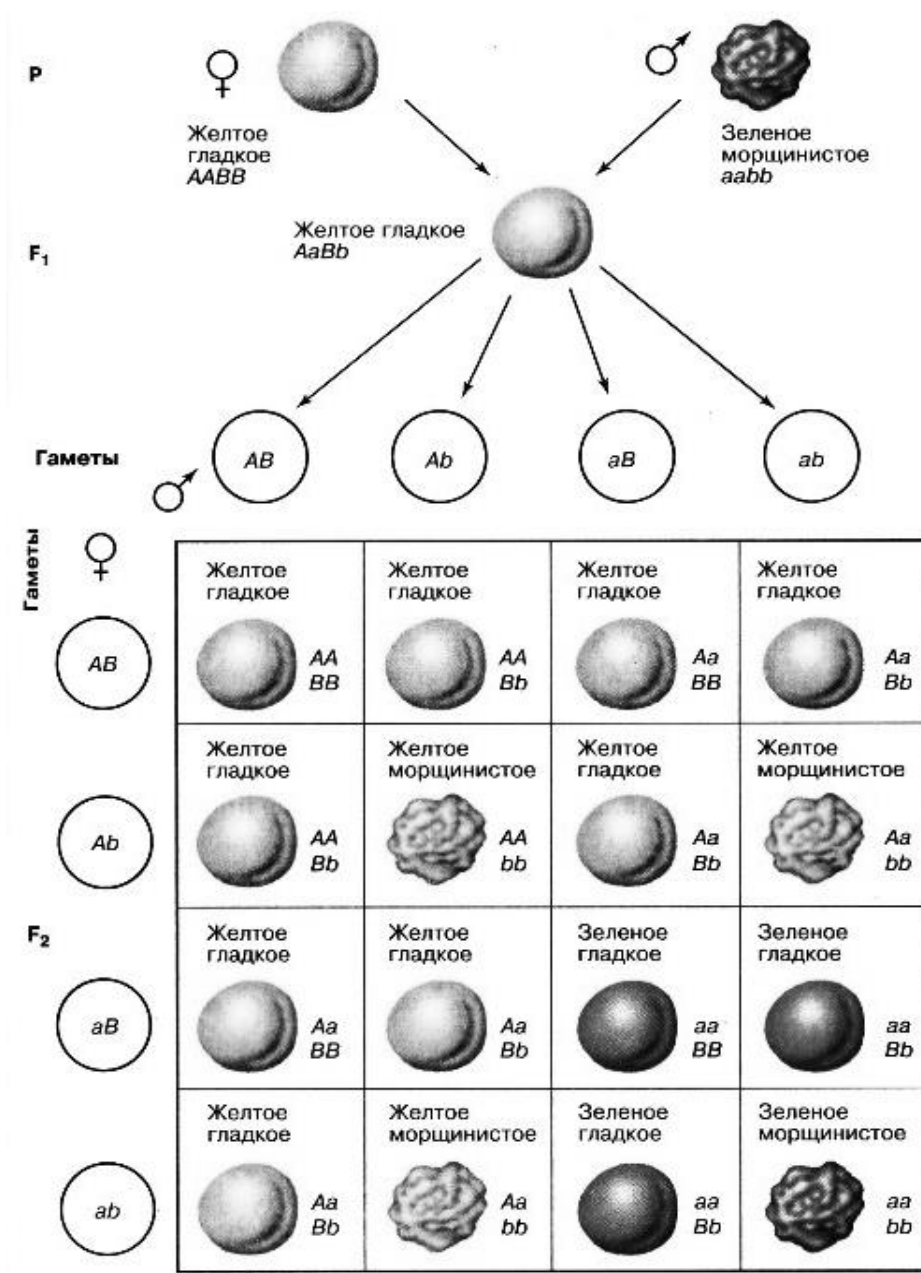 P
Желтое
гладкое
AABB
Зеленое
морщинистое
aabb
F1
Желтое гладкое
AaBb
Гаметы
AB
Ab
aB
ab
Гаметы
AB
Желтое
гладкое
AA
BB
Желтое
гладкое
AA
Bb
Желтое
гладкое
Aa
BB
Желтое
гладкое
Aa
Bb
Ab
Желтое
гладкое
AA
Bb
Желтое
морщинистое
AA
bb
Желтое
гладкое
Aa
Bb
Желтое
морщинистое
Aa
bb
F2
aB
Желтое
гладкое
Aa
BB
Желтое
гладкое
Aa
Bb
Зеленое
гладкое
aa
BB
Зеленое
гладкое
aa
Bb
ab
Желтое
гладкое
Aa
Bb
Желтое
морщинистое
Aa
bb
Зеленое
гладкое
aa
Bb
Зеленое
морщинистое
aa
bb